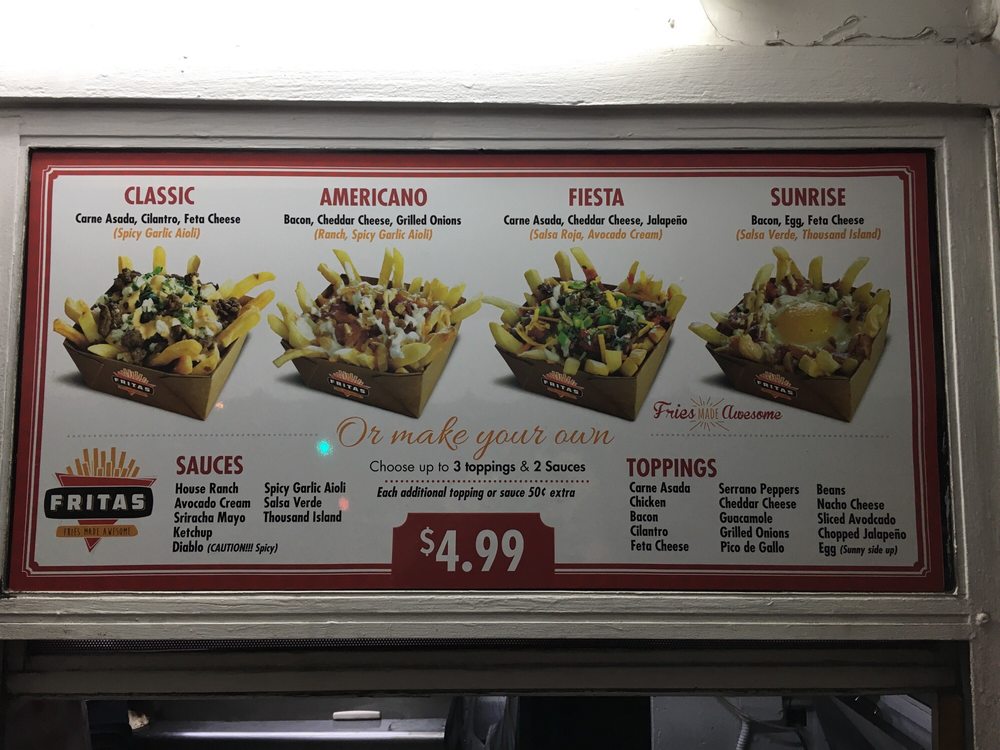 CLASSIC
Carne Asada, Cilantro, Feta Cheese
(Spicy Garlic Aioli)
AMERICANO
Bacon, Cheddar Cheese, Grilled Onions
(Ranch, Spicy Garlic Aioli)
FIESTA
Carne Asada, Cheddar Cheese, Jalapeño
(Salsa Roja, Avocado Cream)
SUNRISE
Bacon, Egg, Feta Cheese
(Salsa Verde, Thousand Island)
FRITAS
FRITAS
FRITAS
FRITAS
Fries MADE Awesome
Or make your own
Choose up to 3 toppings & 2 Sauces
Each additional topping or sauce 50¢ extra
$4.99
FRITAS
FRIES MADE AWESOME
SAUCES
House Ranch
Avocado Cream
Sriracha Mayo
Ketchup
Diablo (CAUTION!!! Spicy)
Spicy Garlic Aioli
Salsa Verde
Thousand Island
TOPPINGS
Carne Asada
Chicken
Bacon
Cilantro
Feta Cheese
Serrano Peppers
Cheddar Cheese
Guacamole
Grilled Onions
Pico de Gallo
Beans
Nacho Cheese
Sliced Avodcado
Chopped Jalapeño
Egg (Sunny side up)